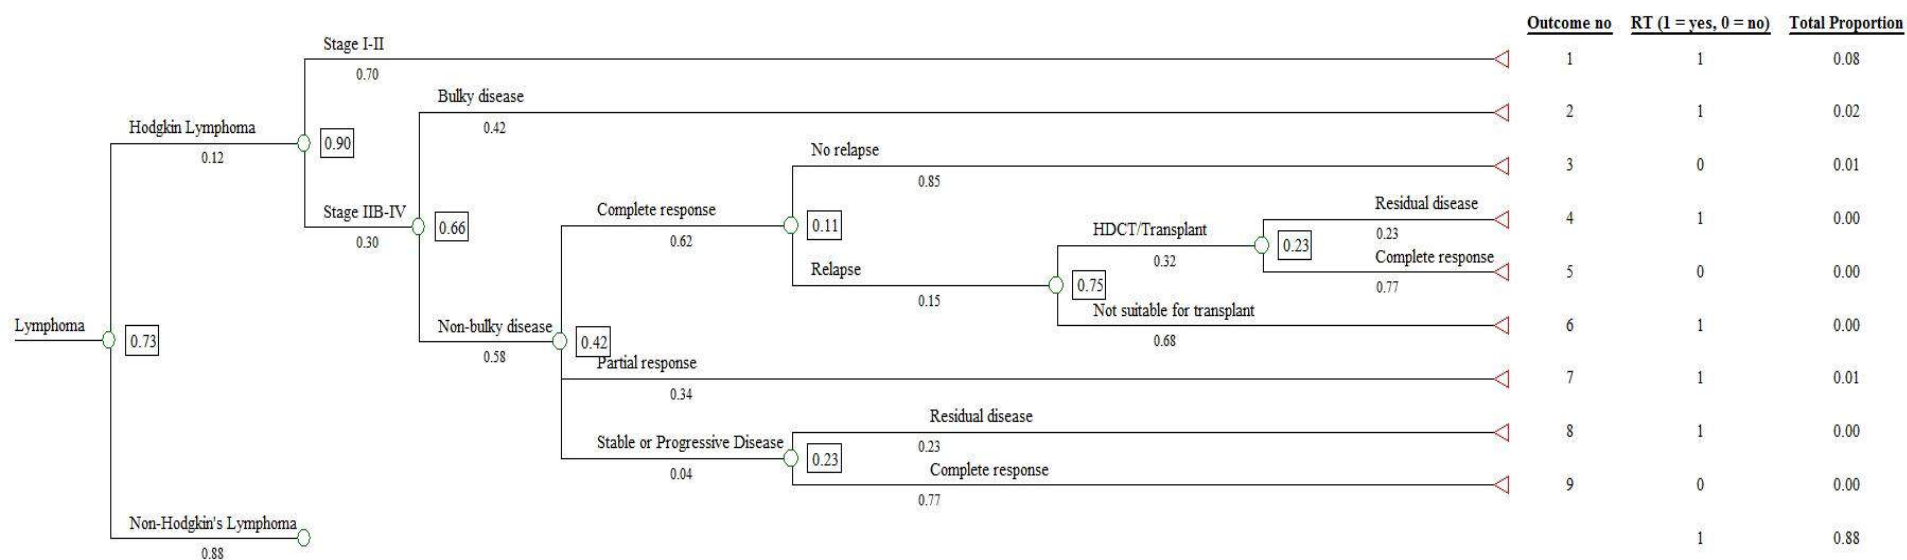 Outcome no RT (1 = yes, 0 = no) Total Proportion
Stage I-II
0.70
1 1 0.08
Bulky disease
0.42
2 1 0.02
Hodgkin Lymphoma
0.12
0.90
No relapse
0.85
3 0 0.01
Stage IIB-IV
0.30
0.66
Complete response
0.62
0.11
Residual disease
0.23
4 1 0.00
HDCT/Transplant
0.32
0.23
Complete response
0.77
5 0 0.00
Relapse
0.15
0.75
Not suitable for transplant
0.68
6 1 0.00
Lymphoma
0.73
Non-bulky disease
0.58
0.42
Partial response
0.34
7 1 0.01
Residual disease
0.23
8 1 0.00
Stable or Progressive Disease
0.04
0.23
Complete response
0.77
9 0 0.00
Non-Hodgkin's Lymphoma
0.88
1 0.88